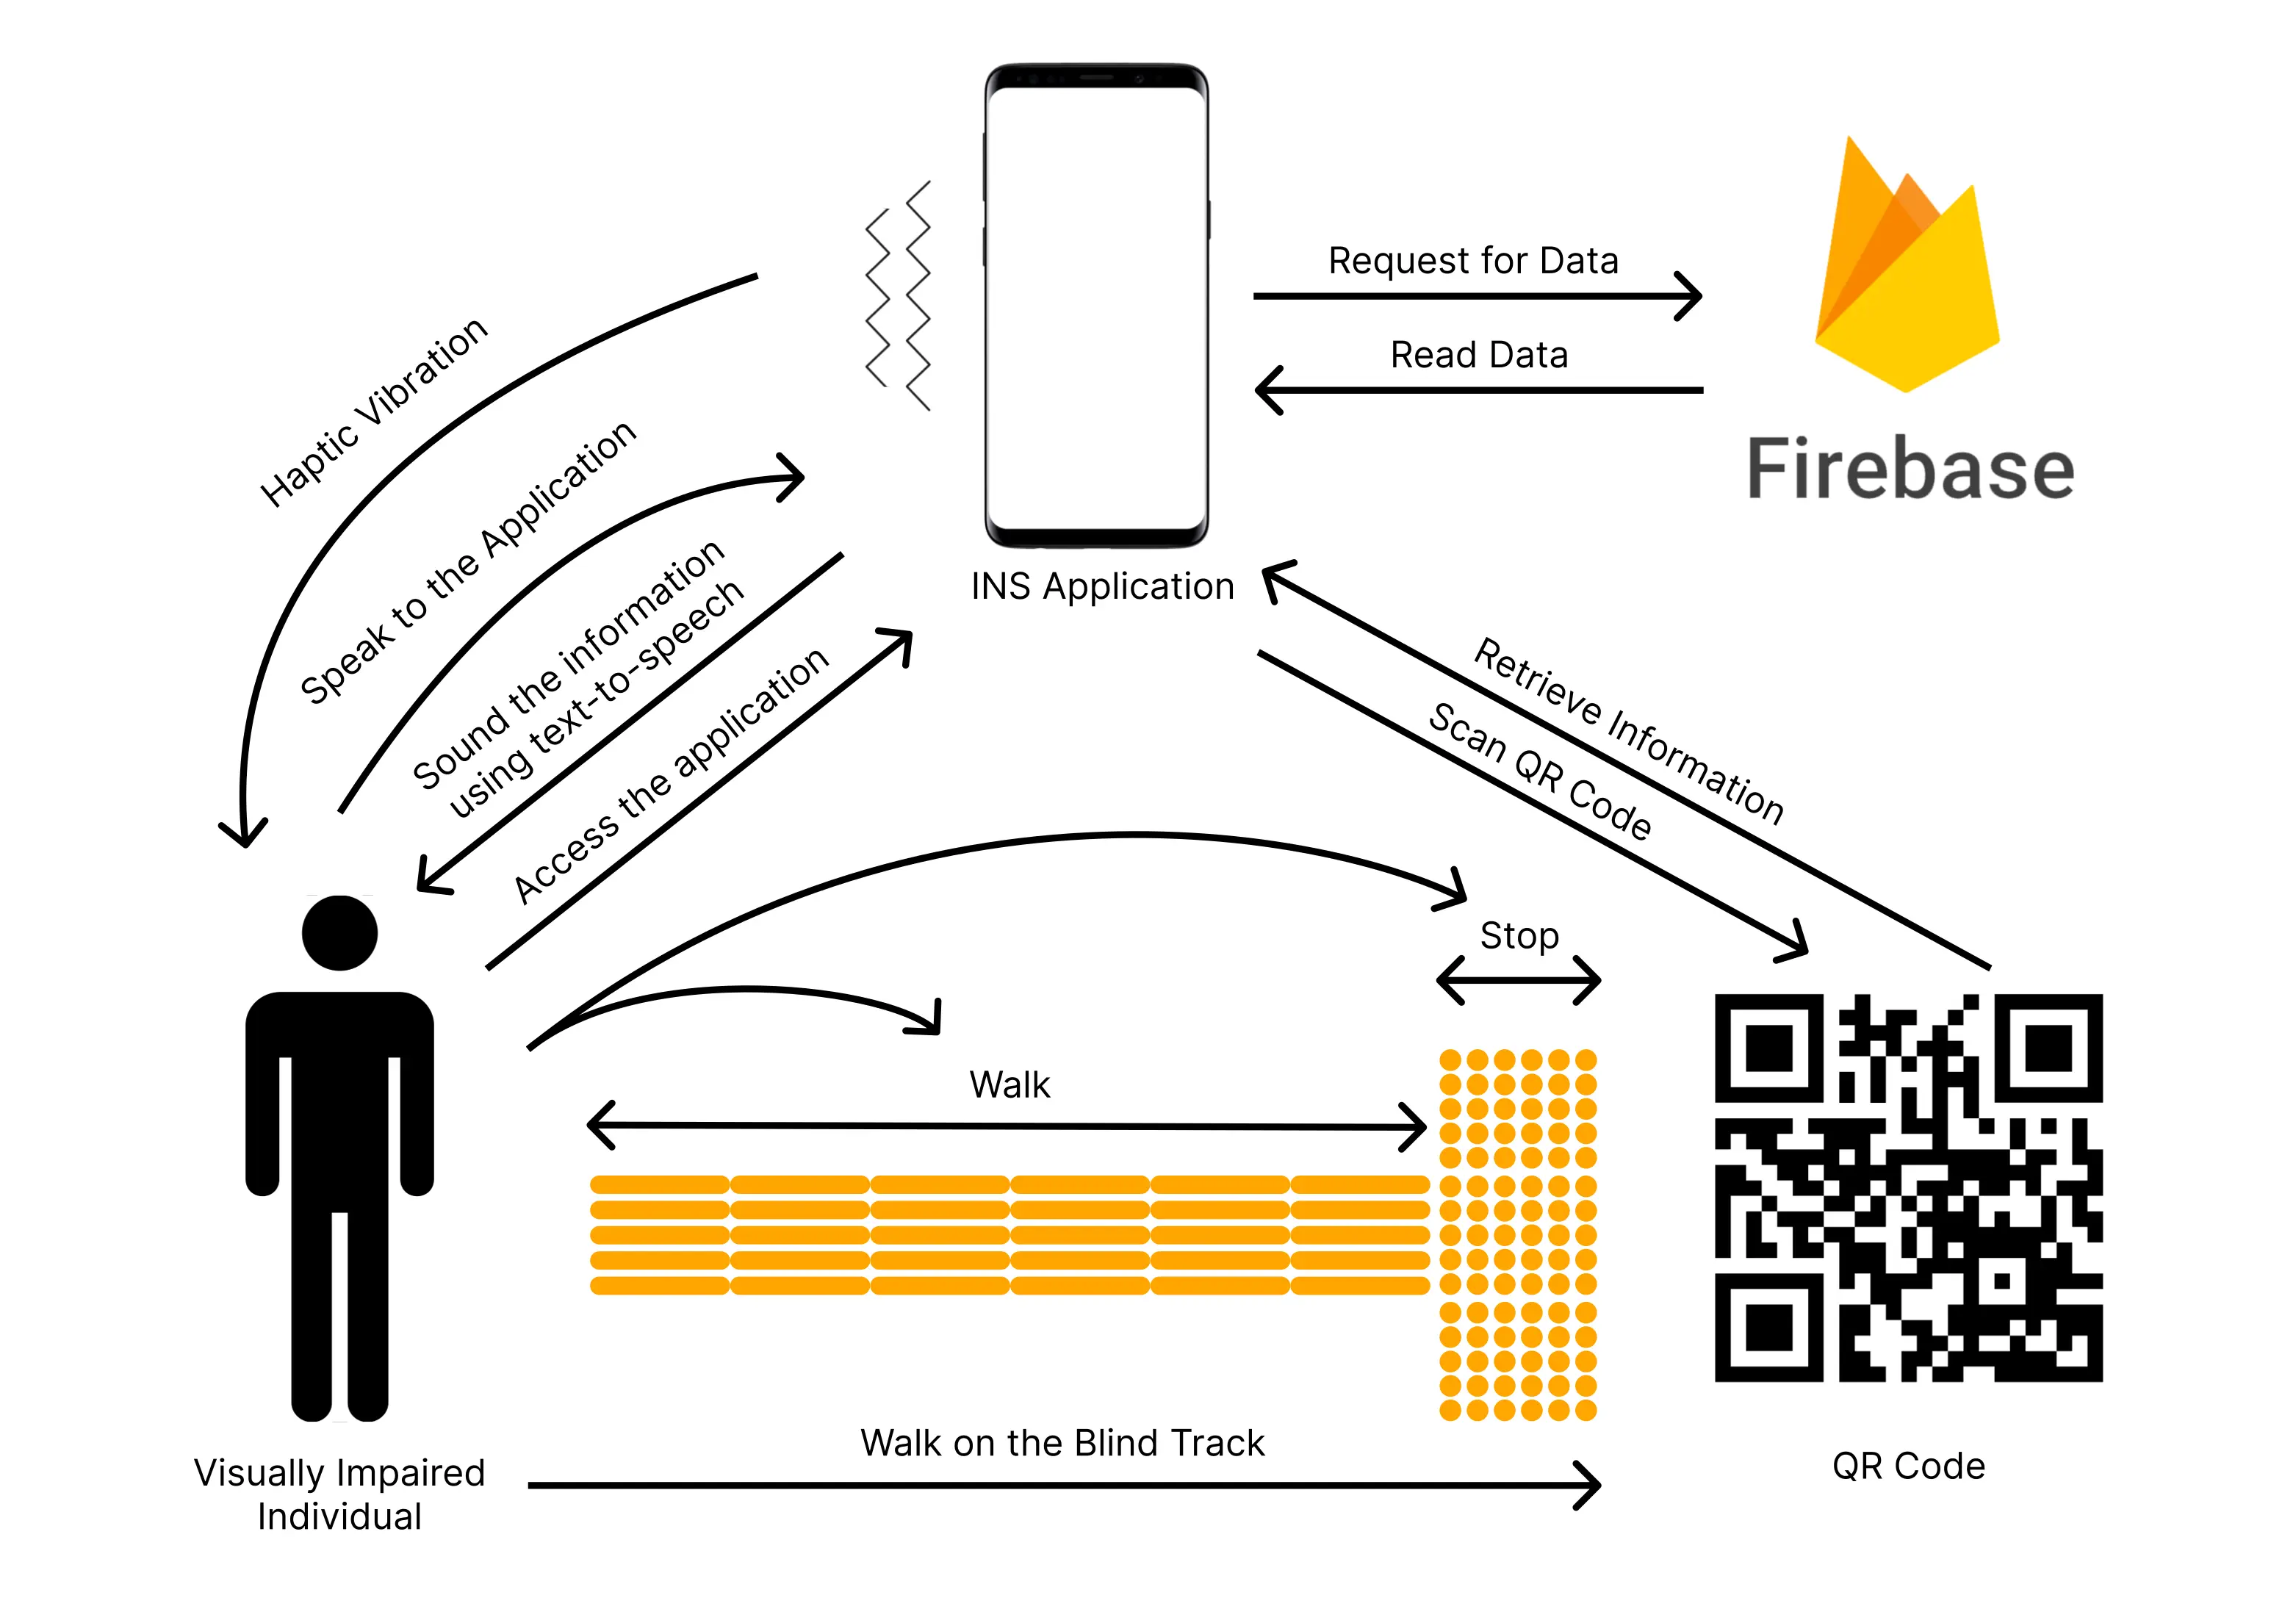 Request for Data
Read Data
Firebase
Haptic Vibration
Speak to the Application
Sound the information
using text-to-speech
Access the application
INS Application
Retrieve Information
Scan QR Code
Stop
Walk
Walk on the Blind Track
Visually Impaired
Individual
QR Code